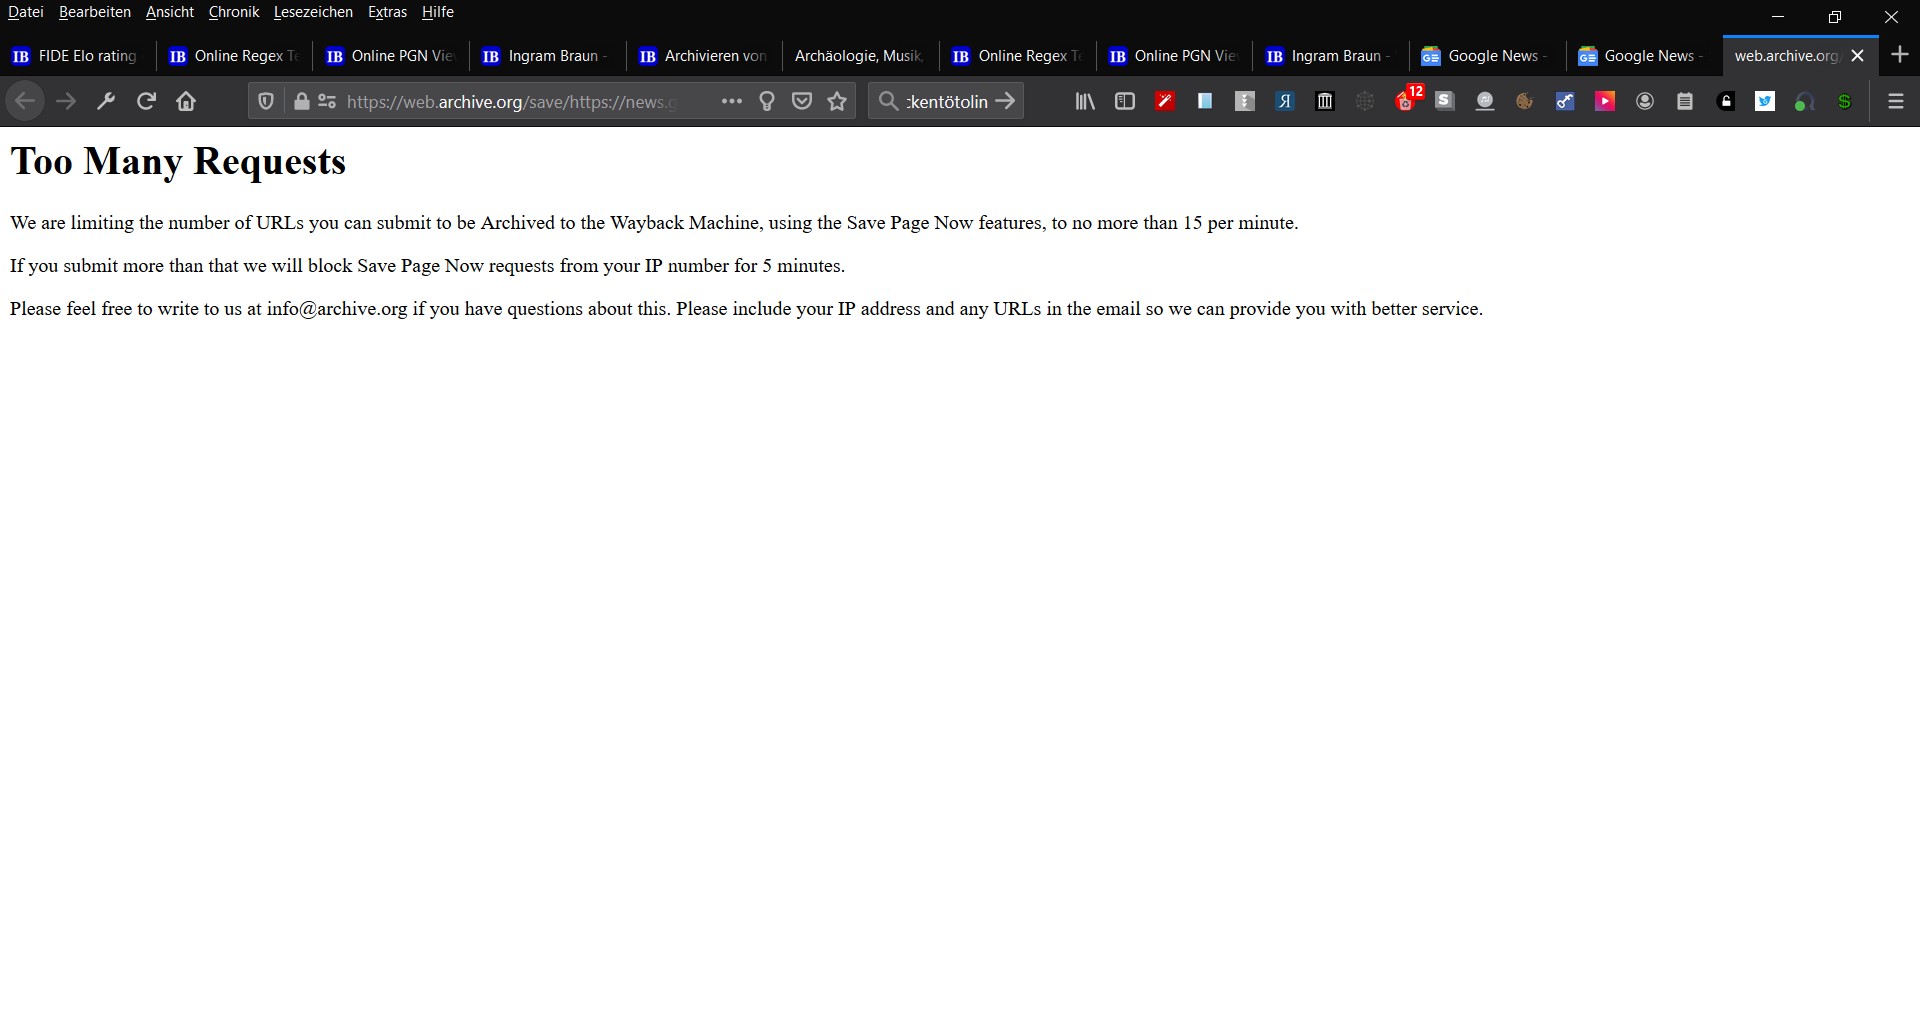 Datei Bearbeiten Ansicht Chronik Lesezeichen Extras Hilfe
IB FIDE Elo rating IB Online Regex Te IB Online PGN Vie IB Ingram Braun - IB Archivieren von Archäologie, Musik, IB Online Regex Te IB Online PGN Vie IB Ingram Braun - GE Google News - GE Google News - web.archive.org/
https://web.archive.org/save/https://news.g ckentötolin 12 S Я $
Too Many Requests
We are limiting the number of URLs you can submit to be Archived to the Wayback Machine, using the Save Page Now features, to no more than 15 per minute.
If you submit more than that we will block Save Page Now requests from your IP number for 5 minutes.
Please feel free to write to us at info@archive.org if you have questions about this. Please include your IP address and any URLs in the email so we can provide you with better service.